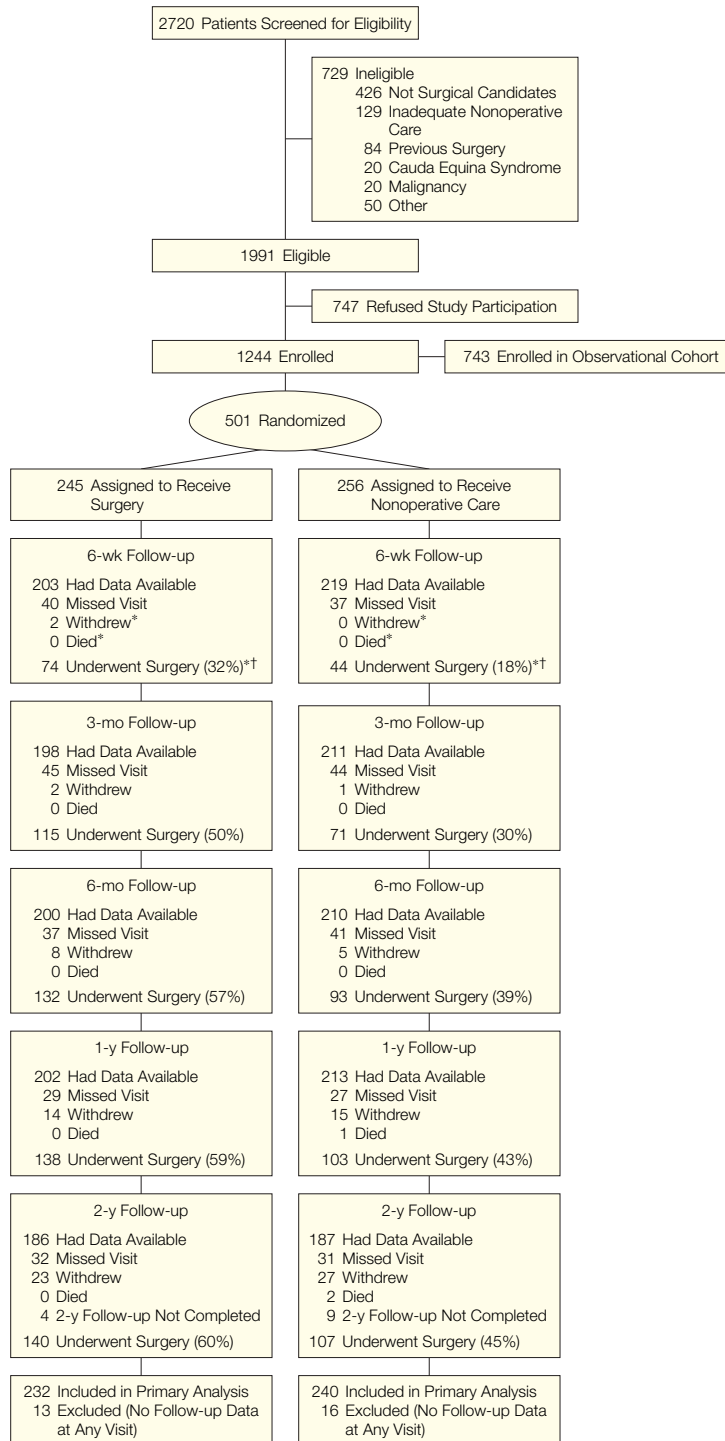 2720 Patients Screened for Eligibility
729 Ineligible
426 Not Surgical Candidates
129 Inadequate Nonoperative
Care
84 Previous Surgery
20 Cauda Equina Syndrome
20 Malignancy
50 Other
1991 Eligible
747 Refused Study Participation
1244 Enrolled
743 Enrolled in Observational Cohort
501 Randomized
245 Assigned to Receive
Surgery
256 Assigned to Receive
Nonoperative Care
6-wk Follow-up
203 Had Data Available
40 Missed Visit
2 Withdrew*
0 Died*
74 Underwent Surgery (32%)*†
6-wk Follow-up
219 Had Data Available
37 Missed Visit
0 Withdrew*
0 Died*
44 Underwent Surgery (18%)*†
3-mo Follow-up
198 Had Data Available
45 Missed Visit
2 Withdrew
0 Died
115 Underwent Surgery (50%)
3-mo Follow-up
211 Had Data Available
44 Missed Visit
1 Withdrew
0 Died
71 Underwent Surgery (30%)
6-mo Follow-up
200 Had Data Available
37 Missed Visit
8 Withdrew
0 Died
132 Underwent Surgery (57%)
6-mo Follow-up
210 Had Data Available
41 Missed Visit
5 Withdrew
0 Died
93 Underwent Surgery (39%)
1-y Follow-up
202 Had Data Available
29 Missed Visit
14 Withdrew
0 Died
138 Underwent Surgery (59%)
1-y Follow-up
213 Had Data Available
27 Missed Visit
15 Withdrew
1 Died
103 Underwent Surgery (43%)
2-y Follow-up
186 Had Data Available
32 Missed Visit
23 Withdrew
0 Died
4 2-y Follow-up Not Completed
140 Underwent Surgery (60%)
2-y Follow-up
187 Had Data Available
31 Missed Visit
27 Withdrew
2 Died
9 2-y Follow-up Not Completed
107 Underwent Surgery (45%)
232 Included in Primary Analysis
13 Excluded (No Follow-up Data
at Any Visit)
240 Included in Primary Analysis
16 Excluded (No Follow-up Data
at Any Visit)